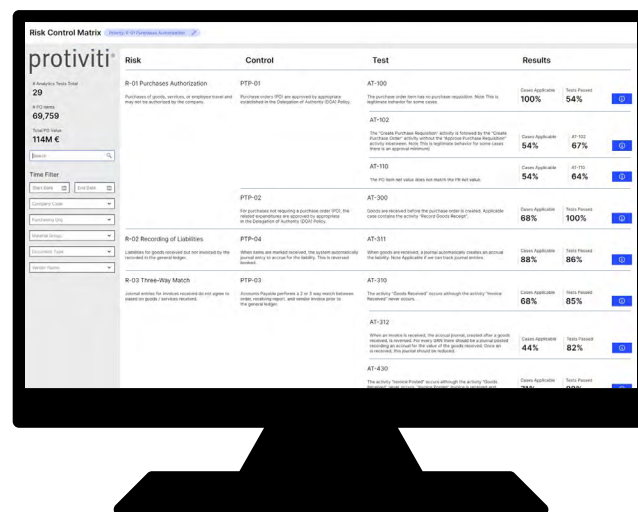 Risk Control Matrix
Priority: R-01 Purchases Authorization
protiviti®
# Analytics Tests Total
29
# PO Items
69,759
Total PO Value
114M €
Search
Time Filter
Start Date
End Date
Company Code
Purchasing Org.
Material Group
Document Type
Vendor Name
Risk
Control
Test
Results
R-01 Purchases Authorization
Purchases of goods, services, or employee travel and
may not be authorized by the company.
PTP-01
Purchase orders (PO) are approved by appropriate
established in the Delegation of Authority (DOA) Policy.
AT-100
The purchase order item has no purchase requisition. Note This is
legitimate behavior for some cases.
Cases Applicable
100%
Tests Passed
54%
AT-102
The "Create Purchase Requisition" activity is followed by the "Create
Purchase Order" activity without the "Approve Purchase Requisition"
activity inbetween. Note This is legitimate behavior for some cases
(there is an approval minimum)
Cases Applicable
54%
AT-102
67%
AT-110
The PO item net value does not match the PR net value.
Cases Applicable
54%
AT-110
64%
PTP-02
For purchases not requiring a purchase order (PO), the
related expenditures are approved by appropriate
in the Delegation of Authority (DOA) Policy.
AT-300
Goods are received before the purchase order is created. Applicable
case contains the activity "Record Goods Receipt".
Cases Applicable
68%
Tests Passed
100%
R-02 Recording of Liabilities
Liabilities for goods received but not invoiced by the
recorded in the general ledger.
PTP-04
When items are marked received, the system automatically
journal entry to accrue for the liability. This is reversed
booked.
AT-311
When goods are received, a journal automatically creates an accrual
the liability. Note Applicable if we can track journal entries.
Cases Applicable
88%
Tests Passed
86%
R-03 Three-Way Match
Journal entries for invoices received do not agree to
based on goods / services received.
PTP-03
Accounts Payable performs a 2 or 3 way match between
order, receiving report, and vendor invoice prior to
the general ledger.
AT-310
The activity "Goods Received" occurs although the activity "Invoice
Received" never occurs.
Cases Applicable
68%
Tests Passed
85%
AT-312
When an invoice is received, the accrual journal, created after a goods
received, is reversed. For every GRN there should be a journal posted
recording an accrual for the value of the goods received. Once an
is received, this journal should be reduced.
Cases Applicable
44%
Tests Passed
82%
AT-430
The activity "Invoice Posted" occurs although the activity "Goods
Cases Applicable
Tests Passed